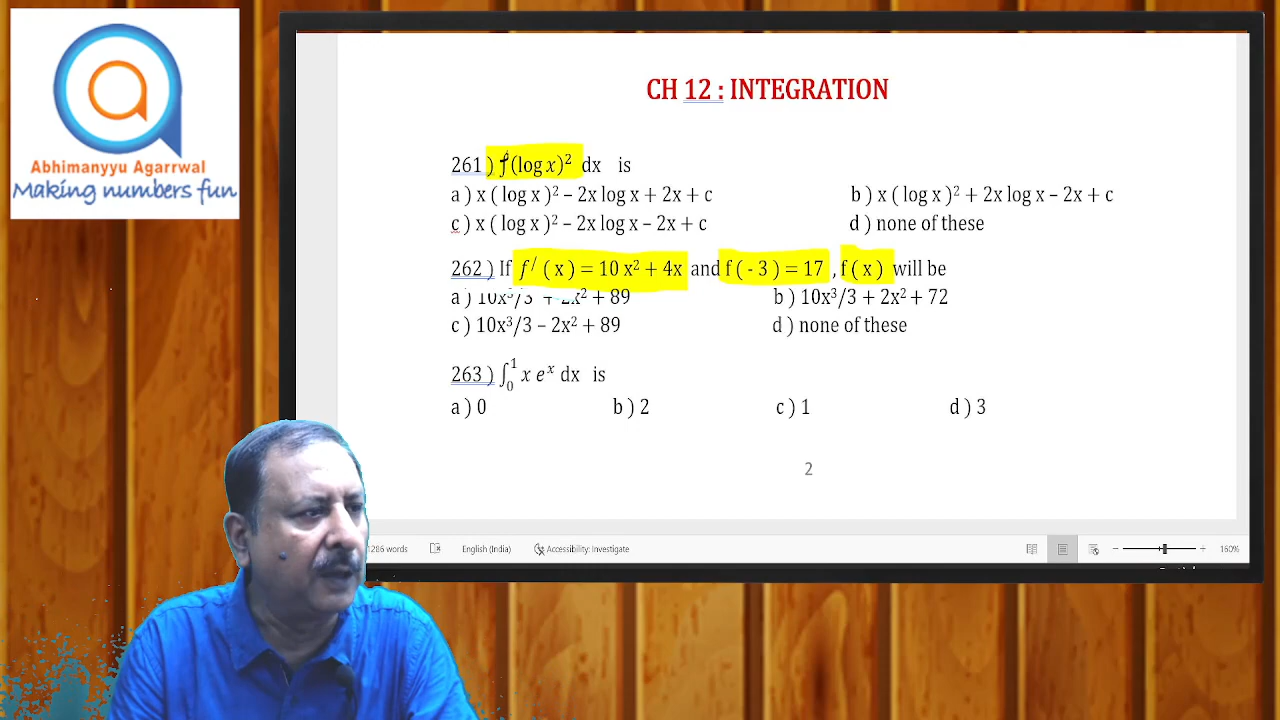 Abhimanyyu Agarrwal
Making numbers fun
CH 12 : INTEGRATION
261 ) ∫(log x)² dx is
a ) x ( log x )² – 2x log x + 2x + c b ) x ( log x )² + 2x log x – 2x + c
c ) x ( log x )² – 2x log x – 2x + c d ) none of these
262 ) If f′ ( x ) = 10 x² + 4x and f ( - 3 ) = 17 , f ( x ) will be
a ) 10x³/3 + 2x² + 89 b ) 10x³/3 + 2x² + 72
c ) 10x³/3 – 2x² + 89 d ) none of these
263 ) ∫₀¹ x eˣ dx is
a ) 0 b ) 2 c ) 1 d ) 3
2
1286 words English (India) Accessibility: Investigate 160%